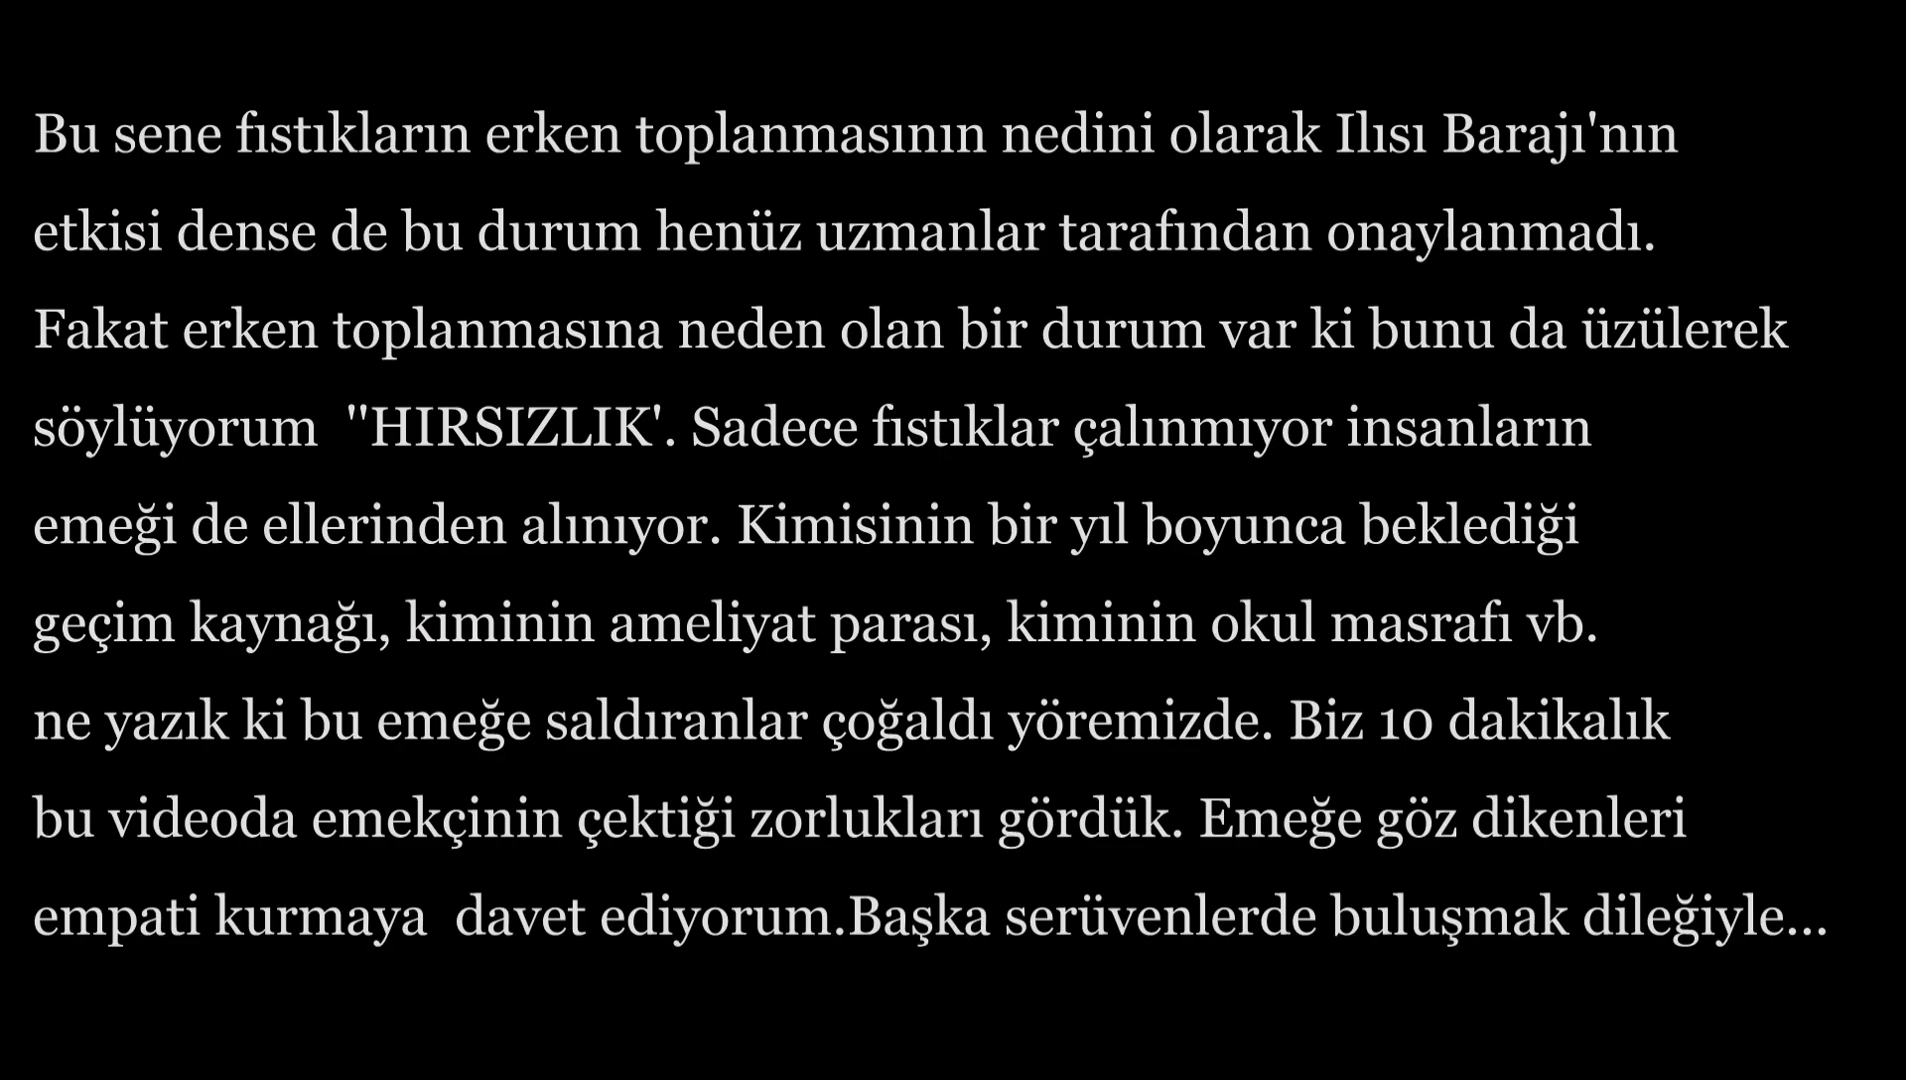 Bu sene fıstıkların erken toplanmasının nedini olarak Ilısı Barajı'nın
etkisi dense de bu durum henüz uzmanlar tarafından onaylanmadı.
Fakat erken toplanmasına neden olan bir durum var ki bunu da üzülerek
söylüyorum  "HIRSIZLIK'. Sadece fıstıklar çalınmıyor insanların
emeği de ellerinden alınıyor. Kimisinin bir yıl boyunca beklediği
geçim kaynağı, kiminin ameliyat parası, kiminin okul masrafı vb.
ne yazık ki bu emeğe saldıranlar çoğaldı yöremizde. Biz 10 dakikalık
bu videoda emekçinin çektiği zorlukları gördük. Emeğe göz dikenleri
empati kurmaya  davet ediyorum.Başka serüvenlerde buluşmak dileğiyle...